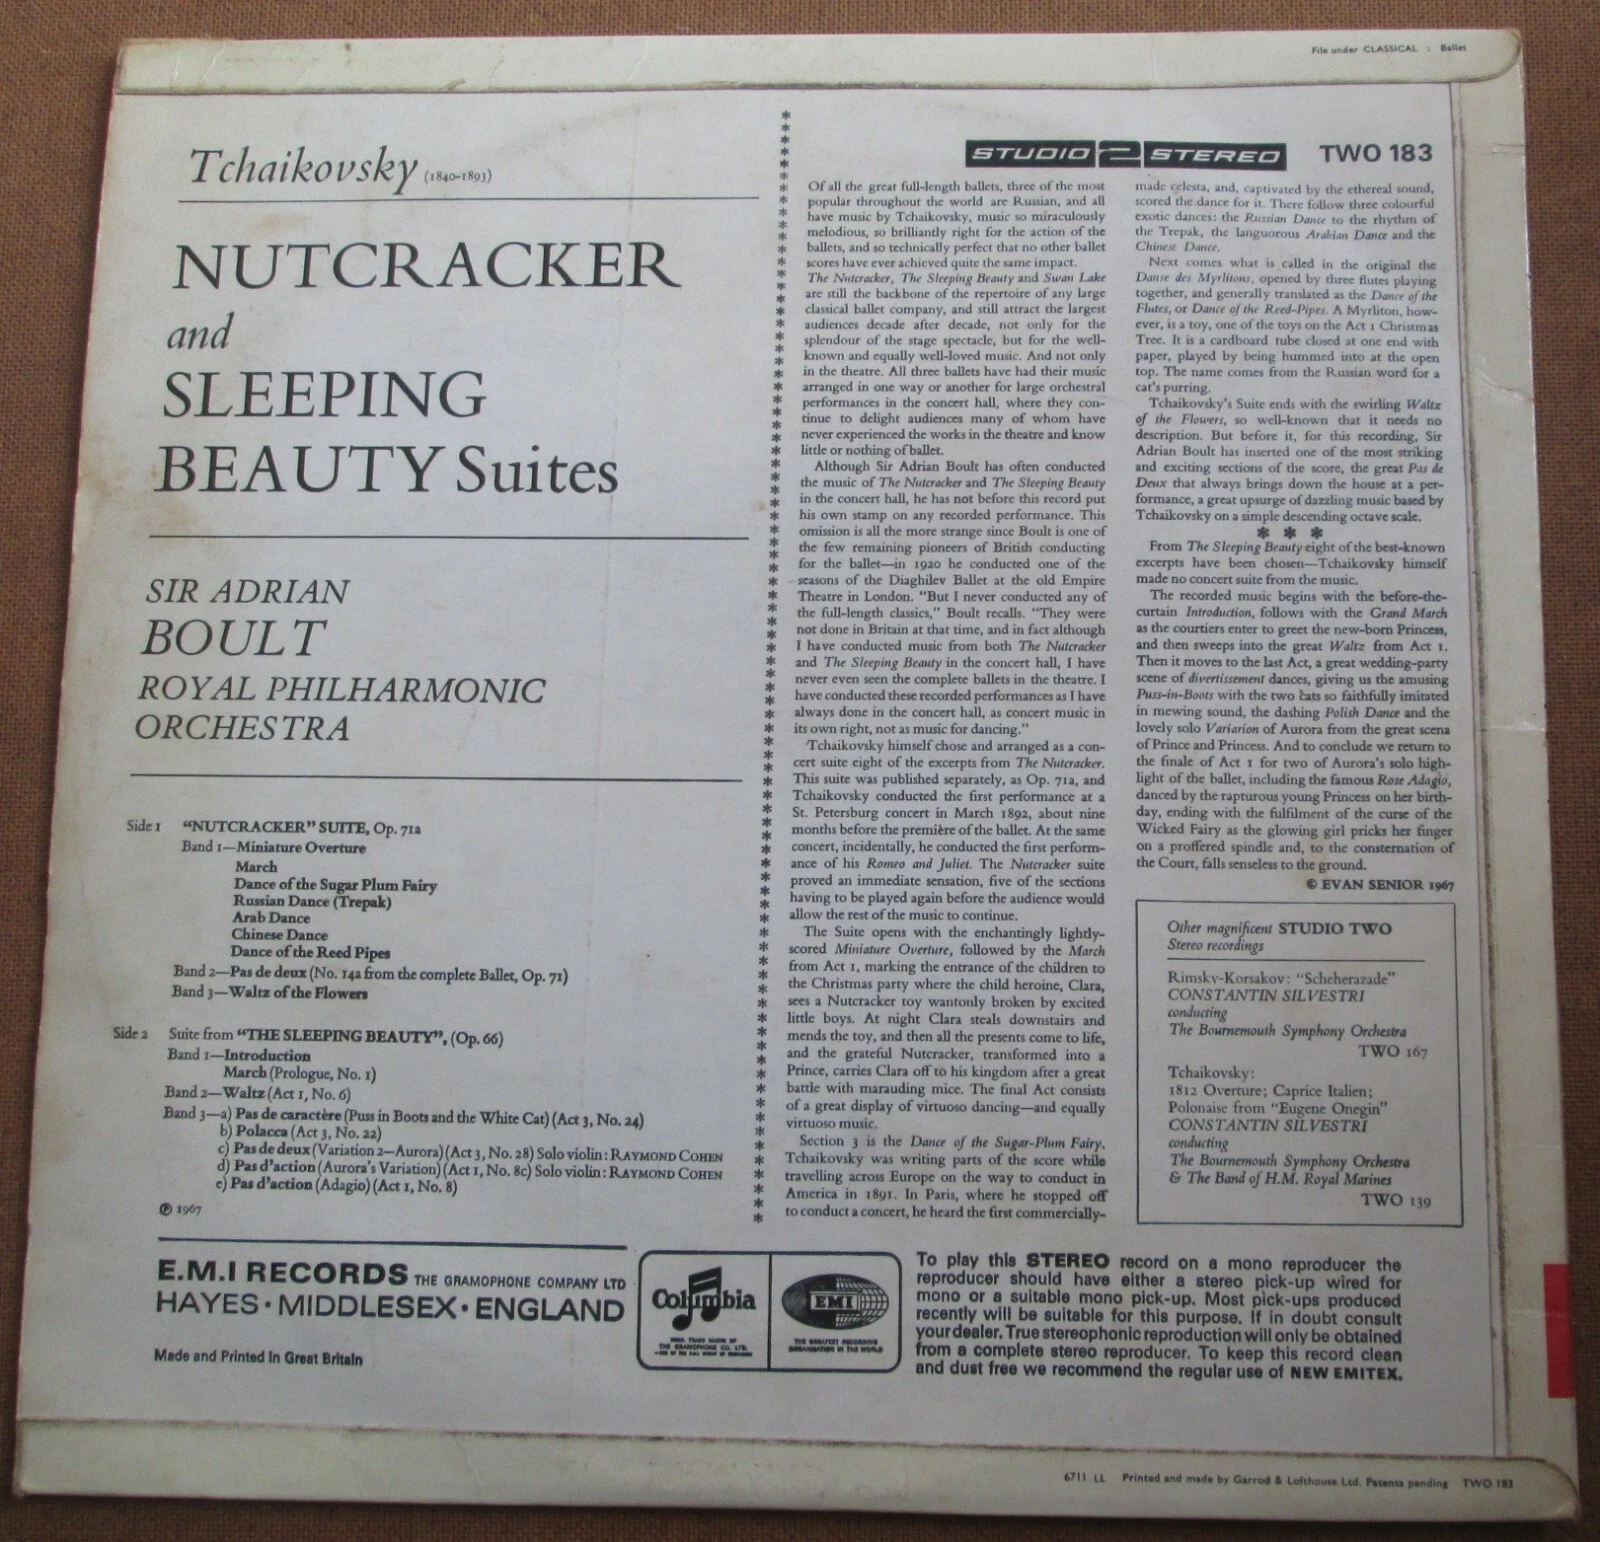 File under CLASSICAL : Ballet
Tchaikovsky (1840-1893)
NUTCRACKER
and
SLEEPING
BEAUTY Suites
SIR ADRIAN
BOULT
ROYAL PHILHARMONIC
ORCHESTRA
Side 1 “NUTCRACKER” SUITE, Op. 71a
Band 1—Miniature Overture
March
Dance of the Sugar Plum Fairy
Russian Dance (Trepak)
Arab Dance
Chinese Dance
Dance of the Reed Pipes
Band 2—Pas de deux (No. 14a from the complete Ballet, Op. 71)
Band 3—Waltz of the Flowers
Side 2 Suite from “THE SLEEPING BEAUTY”, (Op. 66)
Band 1—Introduction
March (Prologue, No. 1)
Band 2—Waltz (Act 1, No. 6)
Band 3—a) Pas de caractère (Puss in Boots and the White Cat) (Act 3, No. 24)
b) Polacca (Act 3, No. 22)
c) Pas de deux (Variation 2—Aurora) (Act 3, No. 28) Solo violin: RAYMOND COHEN
d) Pas d’action (Aurora’s Variation) (Act 1, No. 8c) Solo violin: RAYMOND COHEN
e) Pas d’action (Adagio) (Act 1, No. 8)
℗ 1967
STUDIO 2 STEREO TWO 183
Of all the great full-length ballets, three of the most
popular throughout the world are Russian, and all
have music by Tchaikovsky, music so miraculously
melodious, so brilliantly right for the action of the
ballets, and so technically perfect that no other ballet
scores have ever achieved quite the same impact.
The Nutcracker, The Sleeping Beauty and Swan Lake
are still the backbone of the repertoire of any large
classical ballet company, and still attract the largest
audiences decade after decade, not only for the
splendour of the stage spectacle, but for the well-
known and equally well-loved music. And not only
in the theatre. All three ballets have had their music
arranged in one way or another for large orchestral
performances in the concert hall, where they con-
tinue to delight audiences many of whom have
never experienced the works in the theatre and know
little or nothing of ballet.
Although Sir Adrian Boult has often conducted
the music of The Nutcracker and The Sleeping Beauty
in the concert hall, he has not before this record put
his own stamp on any recorded performance. This
omission is all the more strange since Boult is one of
the few remaining pioneers of British conducting
for the ballet—in 1920 he conducted one of the
seasons of the Diaghilev Ballet at the old Empire
Theatre in London. “But I never conducted any of
the full-length classics,” Boult recalls. “They were
not done in Britain at that time, and in fact although
I have conducted music from both The Nutcracker
and The Sleeping Beauty in the concert hall, I have
never even seen the complete ballets in the theatre. I
have conducted these recorded performances as I have
always done in the concert hall, as concert music in
its own right, not as music for dancing.”
Tchaikovsky himself chose and arranged as a con-
cert suite eight of the excerpts from The Nutcracker.
This suite was published separately, as Op. 71a, and
Tchaikovsky conducted the first performance at a
St. Petersburg concert in March 1892, about nine
months before the première of the ballet. At the same
concert, incidentally, he conducted the first perform-
ance of his Romeo and Juliet. The Nutcracker suite
proved an immediate sensation, five of the sections
having to be played again before the audience would
allow the rest of the music to continue.
The Suite opens with the enchantingly lightly-
scored Miniature Overture, followed by the March
from Act 1, marking the entrance of the children to
the Christmas party where the child heroine, Clara,
sees a Nutcracker toy wantonly broken by excited
little boys. At night Clara steals downstairs and
mends the toy, and then all the presents come to life,
and the grateful Nutcracker, transformed into a
Prince, carries Clara off to his kingdom after a great
battle with marauding mice. The final Act consists
of a great display of virtuoso dancing—and equally
virtuoso music.
Section 3 is the Dance of the Sugar-Plum Fairy.
Tchaikovsky was writing parts of the score while
travelling across Europe on the way to conduct in
America in 1891. In Paris, where he stopped off
to conduct a concert, he heard the first commercially-
made celesta, and, captivated by the ethereal sound,
scored the dance for it. There follow three colourful
exotic dances: the Russian Dance to the rhythm of
the Trepak, the languorous Arabian Dance and the
Chinese Dance.
Next comes what is called in the original the
Danse des Myrlitons, opened by three flutes playing
together, and generally translated as the Dance of the
Flutes, or Dance of the Reed-Pipes. A Myrliton, how-
ever, is a toy, one of the toys on the Act 1 Christmas
Tree. It is a cardboard tube closed at one end with
paper, played by being hummed into at the open
top. The name comes from the Russian word for a
cat’s purring.
Tchaikovsky’s Suite ends with the swirling Waltz
of the Flowers, so well-known that it needs no
description. But before it, for this recording, Sir
Adrian Boult has inserted one of the most striking
and exciting sections of the score, the great Pas de
Deux that always brings down the house at a per-
formance, a great upsurge of dazzling music based by
Tchaikovsky on a simple descending octave scale.
* * *
From The Sleeping Beauty eight of the best-known
excerpts have been chosen—Tchaikovsky himself
made no concert suite from the music.
The recorded music begins with the before-the-
curtain Introduction, follows with the Grand March
as the courtiers enter to greet the new-born Princess,
and then sweeps into the great Waltz from Act 1.
Then it moves to the last Act, a great wedding-party
scene of divertissement dances, giving us the amusing
Puss-in-Boots with the two cats so faithfully imitated
in mewing sound, the dashing Polish Dance and the
lovely solo Variation of Aurora from the great scena
of Prince and Princess. And to conclude we return to
the finale of Act 1 for two of Aurora’s solo high-
light of the ballet, including the famous Rose Adagio,
danced by the rapturous young Princess on her birth-
day, ending with the fulfilment of the curse of the
Wicked Fairy as the glowing girl pricks her finger
on a proffered spindle and, to the consternation of
the Court, falls senseless to the ground.
© EVAN SENIOR 1967
Other magnificent STUDIO TWO
Stereo recordings
Rimsky-Korsakov: “Scheherazade”
CONSTANTIN SILVESTRI
conducting
The Bournemouth Symphony Orchestra
TWO 167
Tchaikovsky:
1812 Overture; Caprice Italien;
Polonaise from “Eugene Onegin”
CONSTANTIN SILVESTRI
conducting
The Bournemouth Symphony Orchestra
& The Band of H.M. Royal Marines
TWO 139
E.M.I RECORDS THE GRAMOPHONE COMPANY LTD
HAYES • MIDDLESEX • ENGLAND
Made and Printed in Great Britain
Columbia
THE GRAMOPHONE CO. LTD.
EMI
THE GREATEST RECORDING
ORGANISATION IN THE WORLD
To play this STEREO record on a mono reproducer the
reproducer should have either a stereo pick-up wired for
mono or a suitable mono pick-up. Most pick-ups produced
recently will be suitable for this purpose. If in doubt consult
your dealer. True stereophonic reproduction will only be obtained
from a complete stereo reproducer. To keep this record clean
and dust free we recommend the regular use of NEW EMITEX.
6711 LL Printed and made by Garrod & Lofthouse Ltd. Patents pending TWO 183